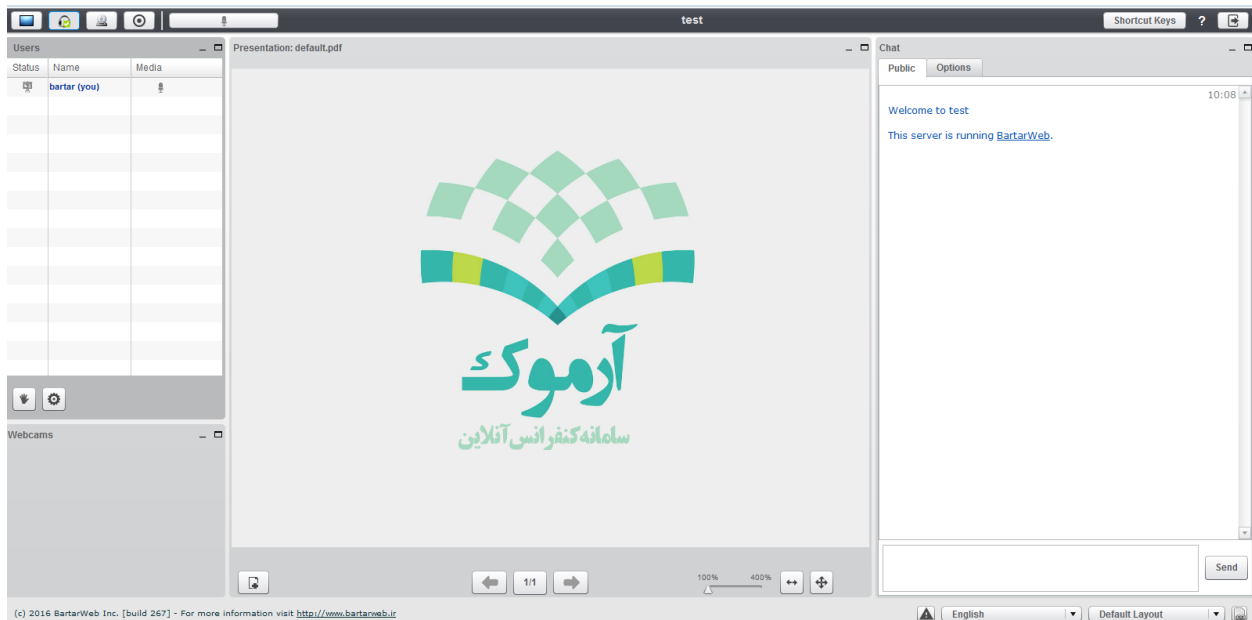 test
Shortcut Keys
?
Users
Status Name Media
bartar (you)
Webcams
Presentation: default.pdf
آرموک
سامانه کنفرانس آنلاین
1/1
100% 400%
Chat
Public Options
10:08
Welcome to test
This server is running BartarWeb.
Send
(c) 2016 BartarWeb Inc. [build 267] - For more information visit http://www.bartarweb.ir
English
Default Layout